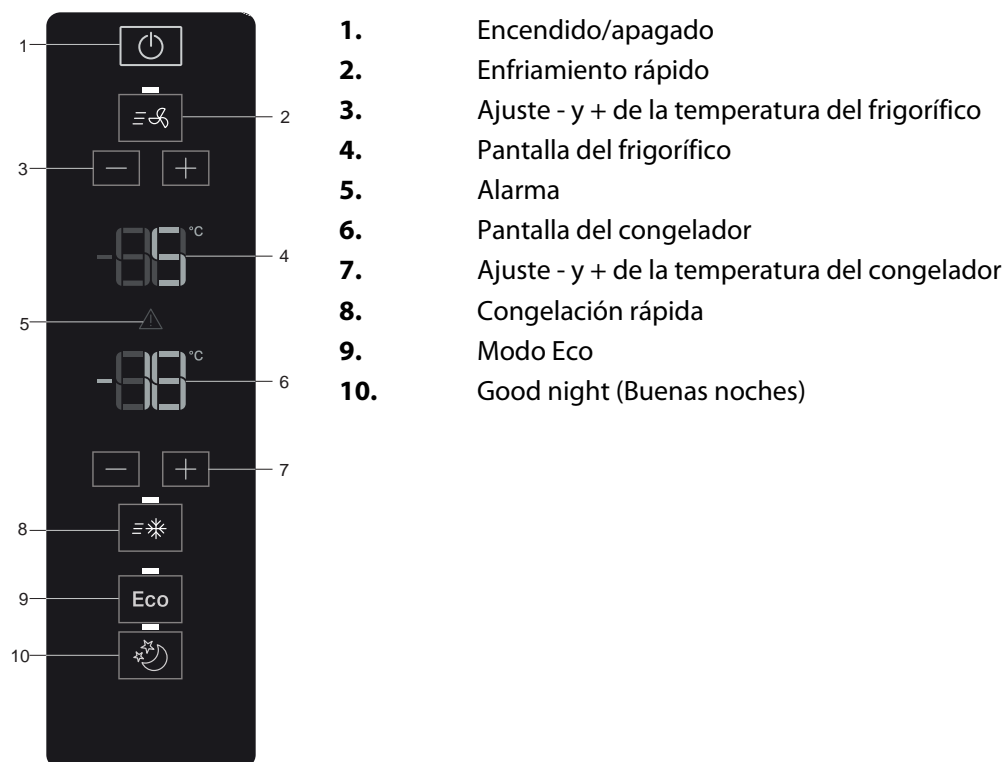 1
2
3
4
5
6
7
8
9
10
5 °C
-18 °C
Eco
1. Encendido/apagado
2. Enfriamiento rápido
3. Ajuste - y + de la temperatura del frigorífico
4. Pantalla del frigorífico
5. Alarma
6. Pantalla del congelador
7. Ajuste - y + de la temperatura del congelador
8. Congelación rápida
9. Modo Eco
10. Good night (Buenas noches)